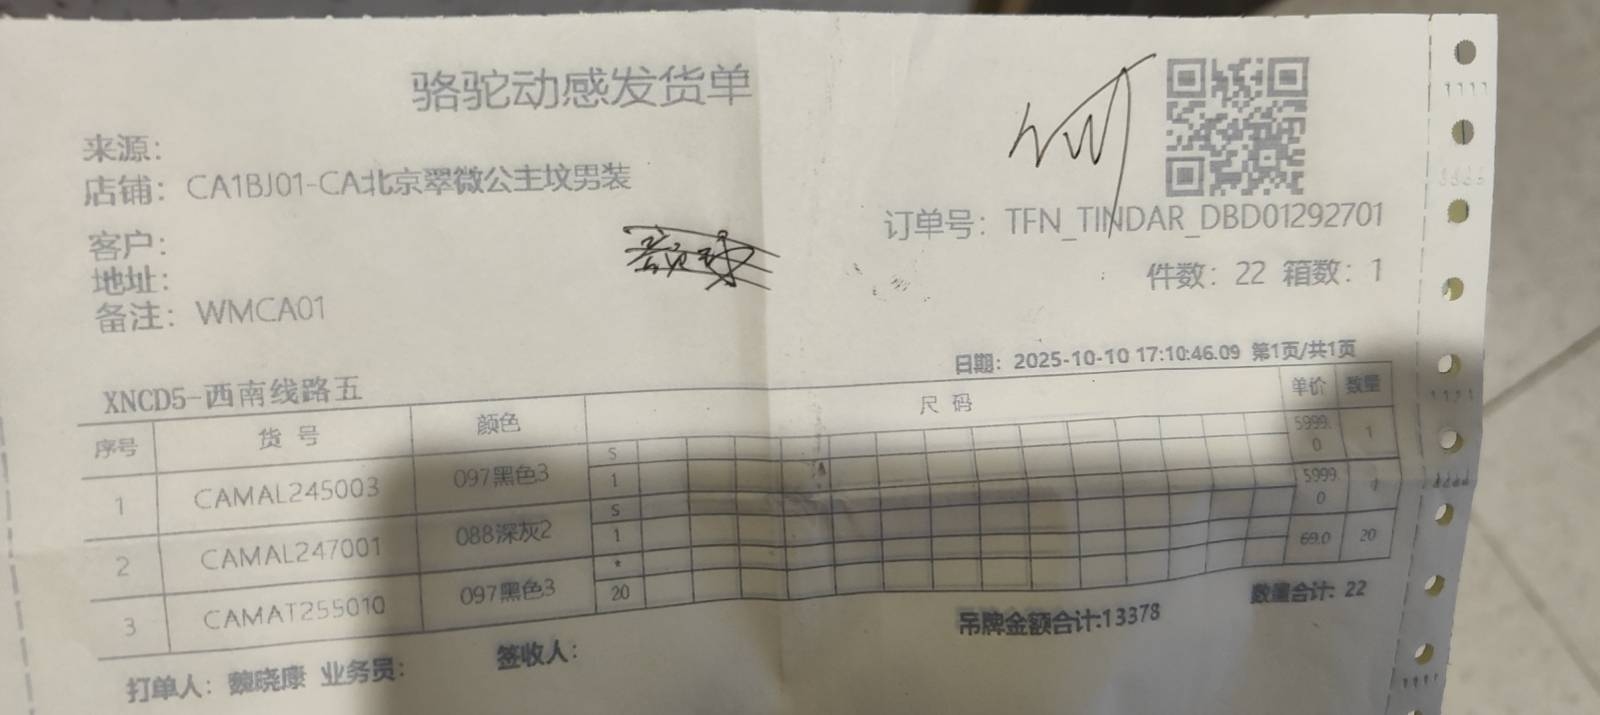 骆驼动感发货单
来源：
店铺：CA1BJ01-CA北京翠微公主坟男装
订单号：TFN_TINDAR_DBD01292701
客户：
地址：
件数：22 箱数：1
备注：WMCA01
日期：2025-10-10 17:10:46.09 第1页/共1页
XNCD5-西南线路五
序号 货号 颜色 尺码 单价 数量
1 CAMAL245003 097黑色3 S 1 5999.0 1
2 CAMAL247001 088深灰2 S 1 5999.0 1
3 CAMAT255010 097黑色3 * 20 69.0 20
吊牌金额合计:13378 数量合计: 22
打单人：魏晓康 业务员： 签收人：